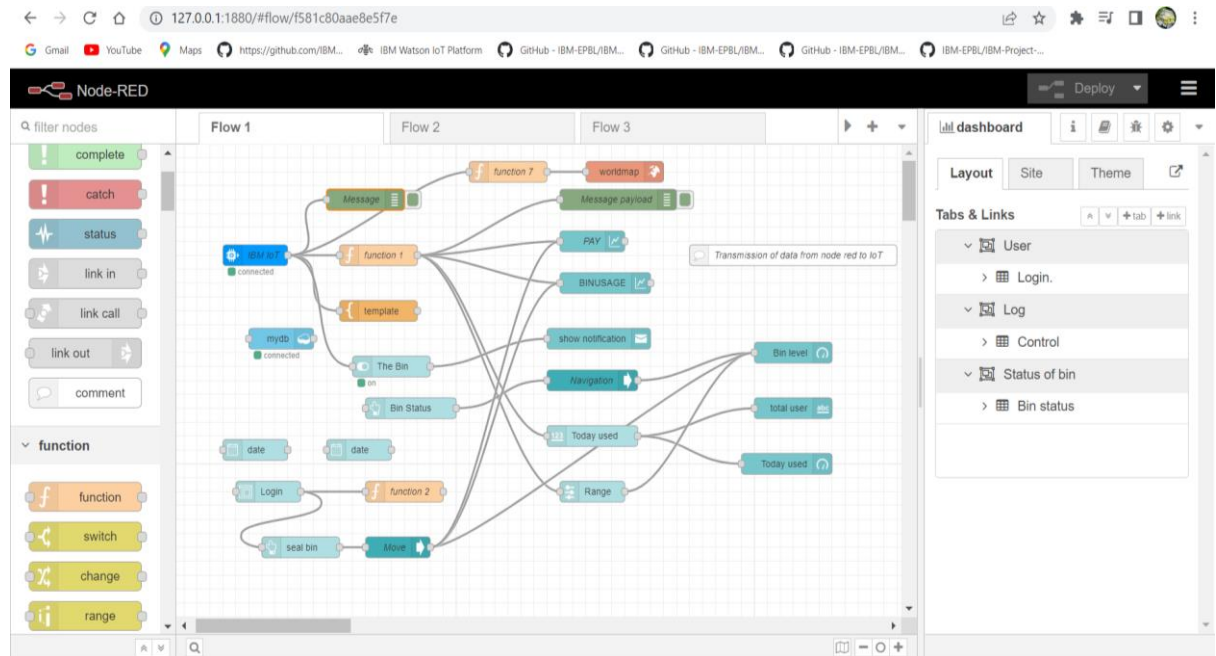 127.0.0.1:1880/#flow/f581c80aae8e5f7e
Gmail YouTube Maps https://github.com/IBM... IBM Watson IoT Platform GitHub - IBM-EPBL/IBM... GitHub - IBM-EPBL/IBM... GitHub - IBM-EPBL/IBM... IBM-EPBL/IBM-Project-...
Node-RED Deploy
filter nodes Flow 1 Flow 2 Flow 3 dashboard
complete
catch
status
link in
link call
link out
comment
function
function
switch
change
range
function 7 worldmap
Message Message payload
PAY
IBM IoT function 1 Transmission of data from node red to IoT
connected
BINUSAGE
template
mydb show notification
connected
The Bin Bin level
on
Navigation
Bin Status total user
Today used
date date
Today used
Login function 2 Range
seal bin Move
Layout Site Theme
Tabs & Links tab link
User
Login.
Log
Control
Status of bin
Bin status